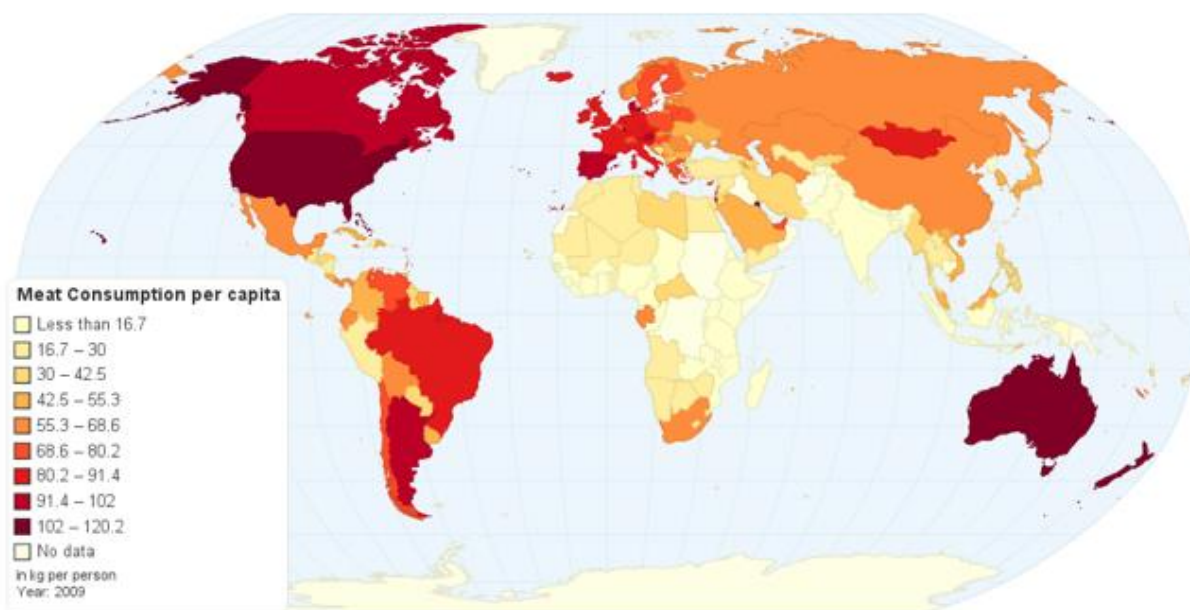 Meat Consumption per capita
Less than 16.7
16.7 – 30
30 – 42.5
42.5 – 55.3
55.3 – 68.6
68.6 – 80.2
80.2 – 91.4
91.4 – 102
102 – 120.2
No data
in kg per person
Year: 2009